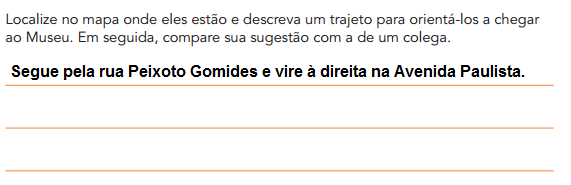 Localize no mapa onde eles estão e descreva um trajeto para orientá-los a chegar
ao Museu. Em seguida, compare sua sugestão com a de um colega.
Segue pela rua Peixoto Gomides e vire à direita na Avenida Paulista.